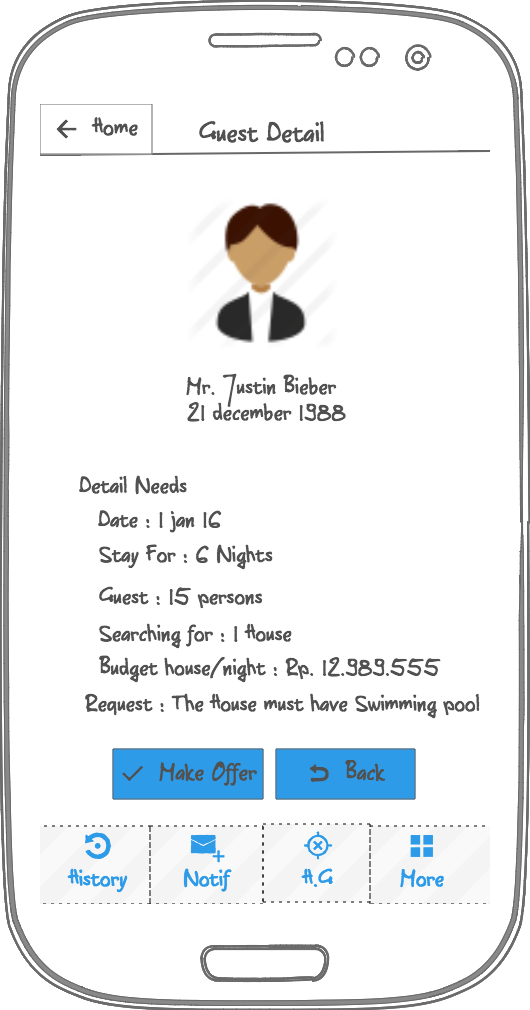 Home
Guest Detail
Mr. Justin Bieber
21 december 1988
Detail Needs
Date : 1 jan 16
Stay For : 6 Nights
Guest : 15 persons
Searching for : 1 House
Budget house/night : Rp. 12.989.555
Request : The House must have Swimming pool
Make Offer
Back
History
Notif
H.G
More